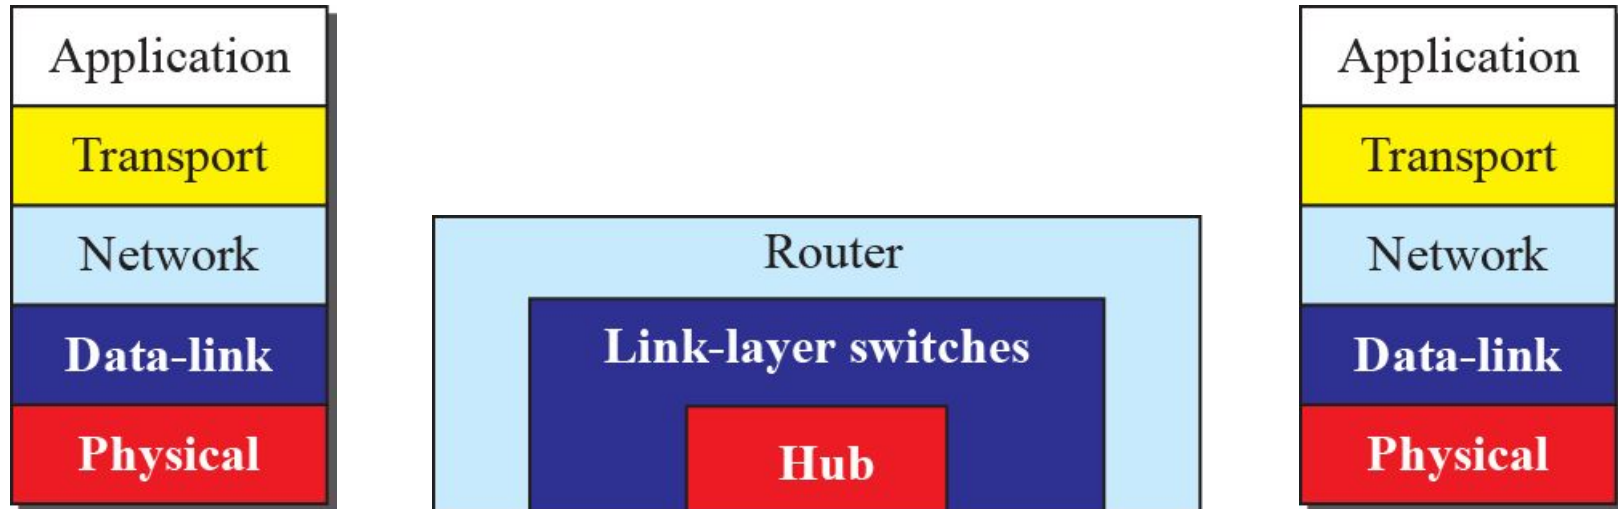 Application
Transport
Network
Data-link
Physical
Router
Link-layer switches
Hub
Application
Transport
Network
Data-link
Physical